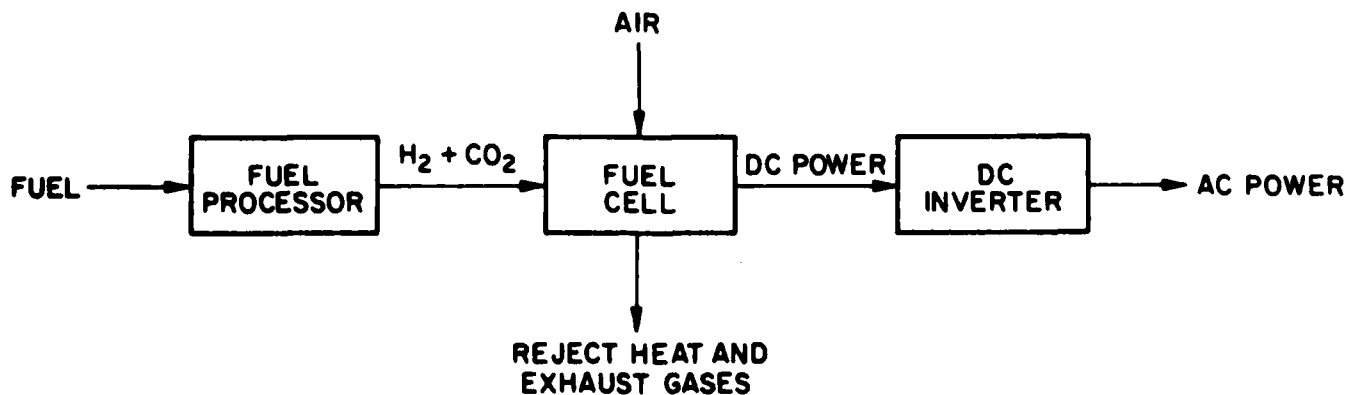 AIR
FUEL
FUEL
PROCESSOR
H₂ + CO₂
FUEL
CELL
DC POWER
DC
INVERTER
AC POWER
REJECT HEAT AND
EXHAUST GASES